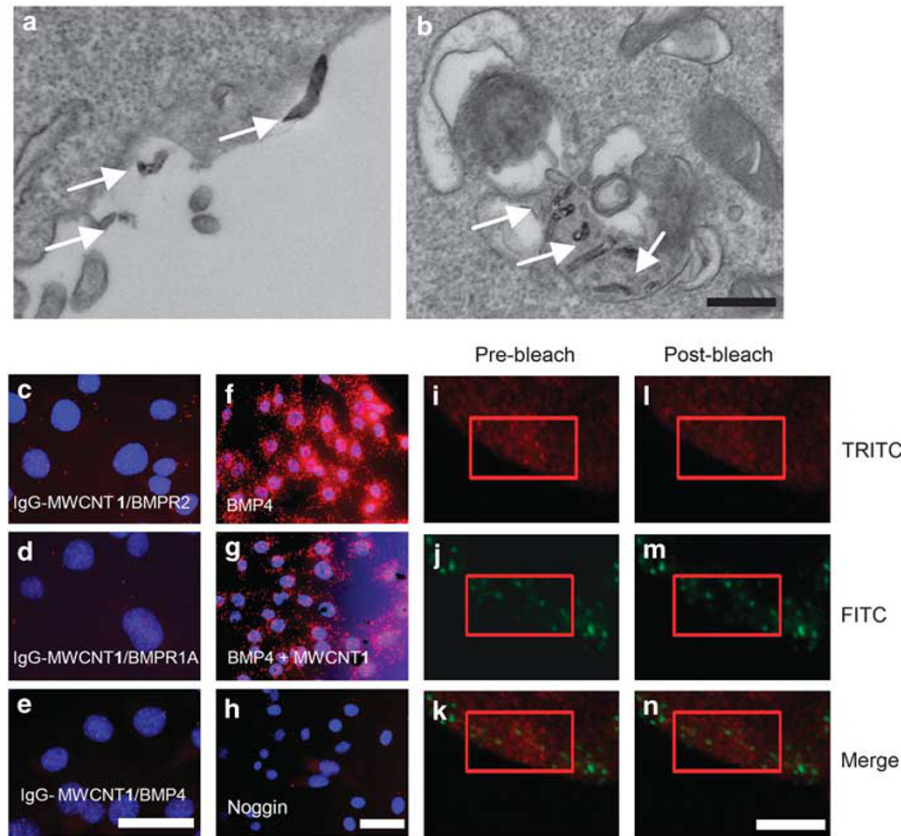 a
b
Pre-bleach
Post-bleach
c
IgG-MWCNT 1/BMPR2
f
BMP4
i
l
TRITC
d
IgG-MWCNT1/BMPR1A
g
BMP4 + MWCNT1
j
m
FITC
e
IgG- MWCNT1/BMP4
h
Noggin
k
n
Merge